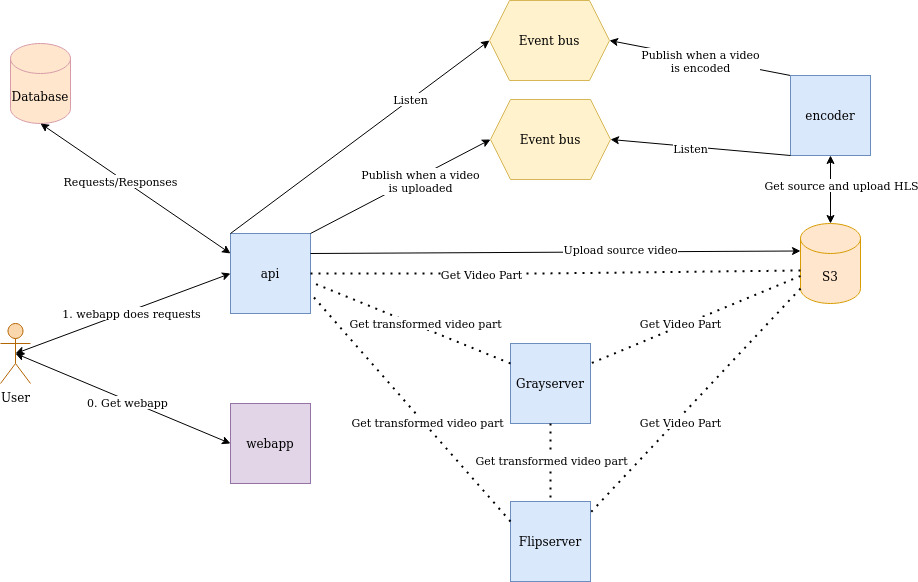 Event bus
Publish when a video
is encoded
Database
Listen
encoder
Event bus
Listen
Requests/Responses
Publish when a video
is uploaded
Get source and upload HLS
Upload source video
api
Get Video Part
S3
1. webapp does requests
Get transformed video part
Get Video Part
User
Grayserver
0. Get webapp
Get transformed video part
Get Video Part
webapp
Get transformed video part
Flipserver